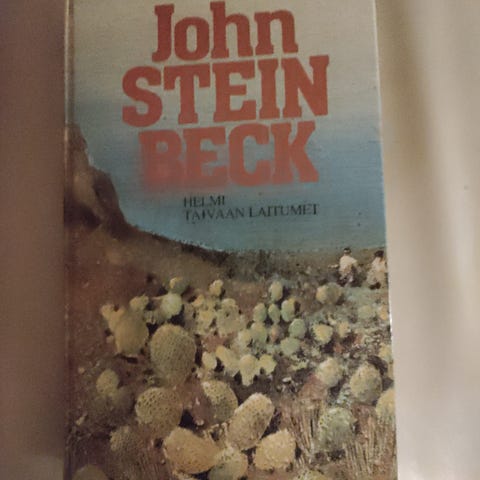 John
STEIN
BECK
HELMI
TAIVAAN LAITUMET